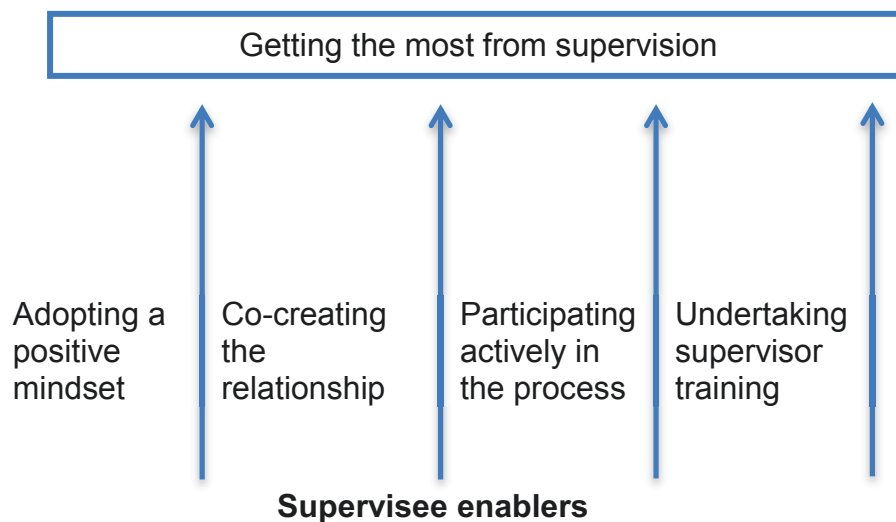 Getting the most from supervision
Adopting a
positive
mindset
Co-creating
the
relationship
Participating
actively in
the process
Undertaking
supervisor
training
Supervisee enablers